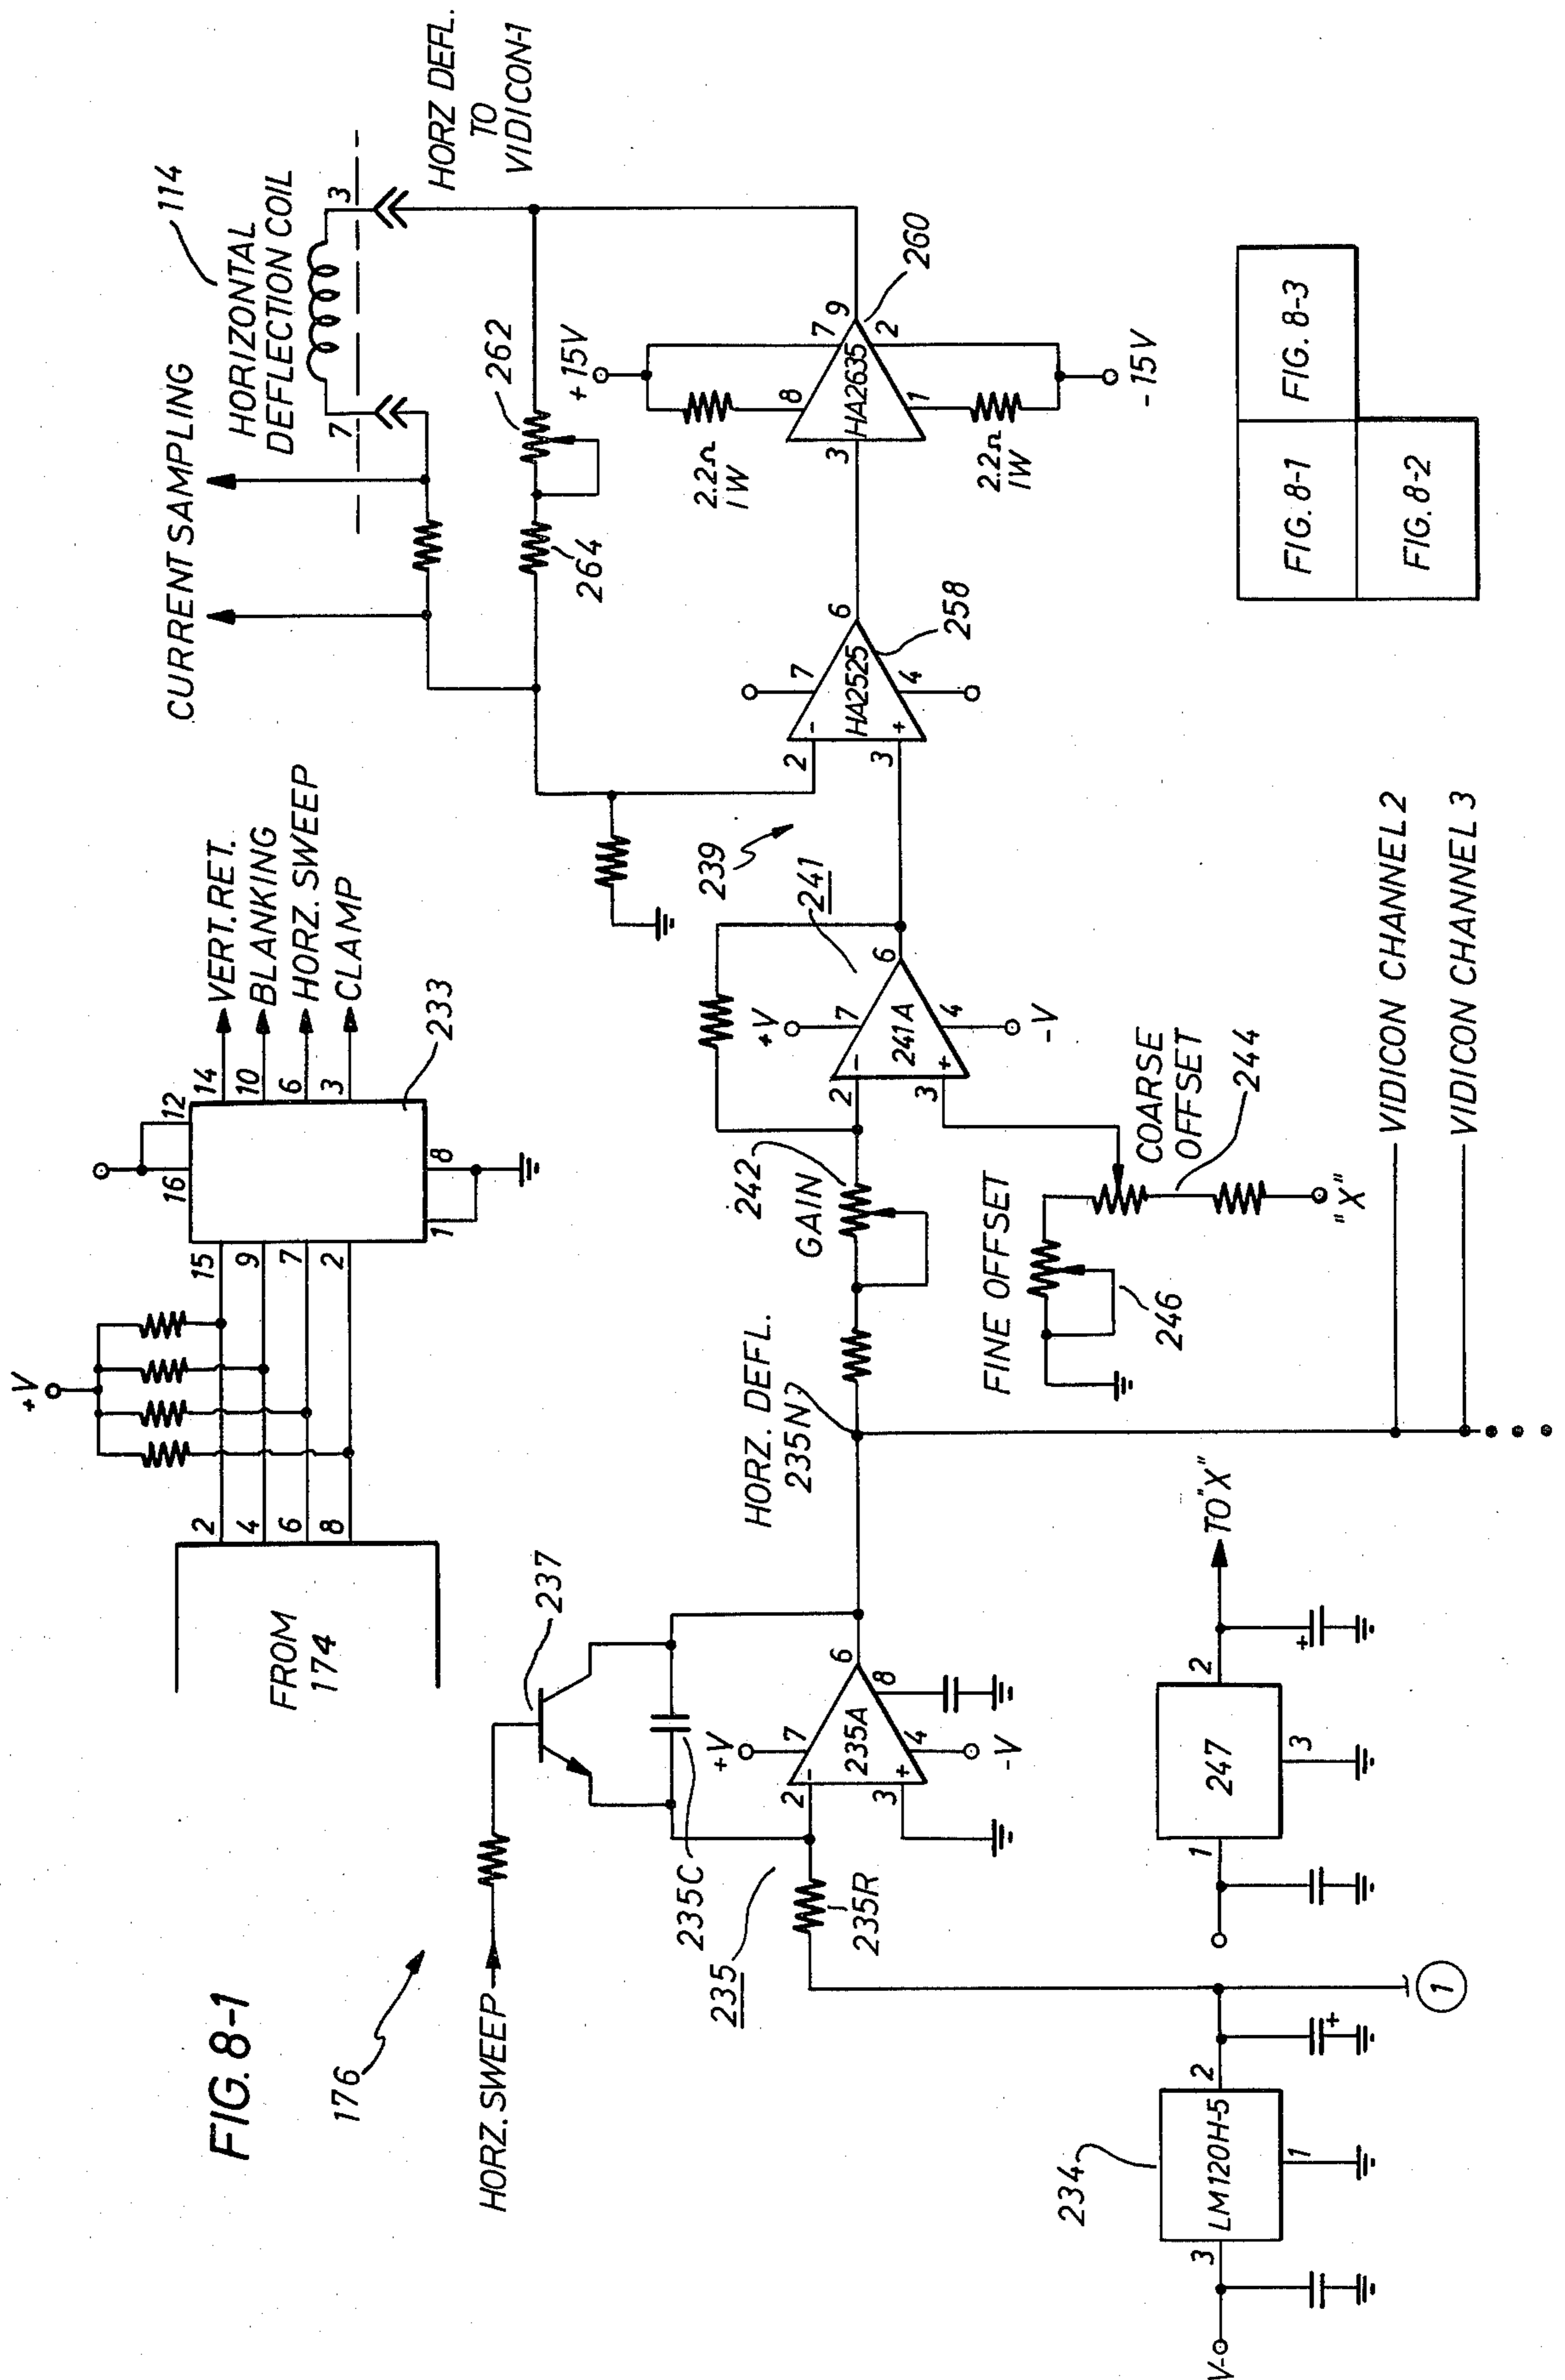 FIG. 8-1
176
FROM
174
2
4
6
8
+V
15
9
7
2
16
12
1
8
14
10
6
3
VERT. RET.
BLANKING
HORZ. SWEEP
CLAMP
233
CURRENT SAMPLING
HORIZONTAL
DEFLECTION COIL
114
7
3
HORZ DEFL.
TO
VIDICON-1
HORZ. SWEEP
237
235C
235
235R
+V
7
2
-
235A
3
+
4
-V
6
8
HORZ. DEFL.
235N
GAIN
242
+V
7
2
-
241A
3
+
4
-V
6
241
239
2
-
HA2525
3
+
7
4
6
258
264
262
+15V
2.2Ω
1W
8
7
3
HA2635
9
1
2
2.2Ω
1W
260
-15V
FINE OFFSET
246
COARSE
OFFSET
244
"X"
234
V-
3
LM120H-5
2
1
1
1
247
2
3
TO "X"
VIDICON CHANNEL 2
VIDICON CHANNEL 3
FIG. 8-1
FIG. 8-3
FIG. 8-2